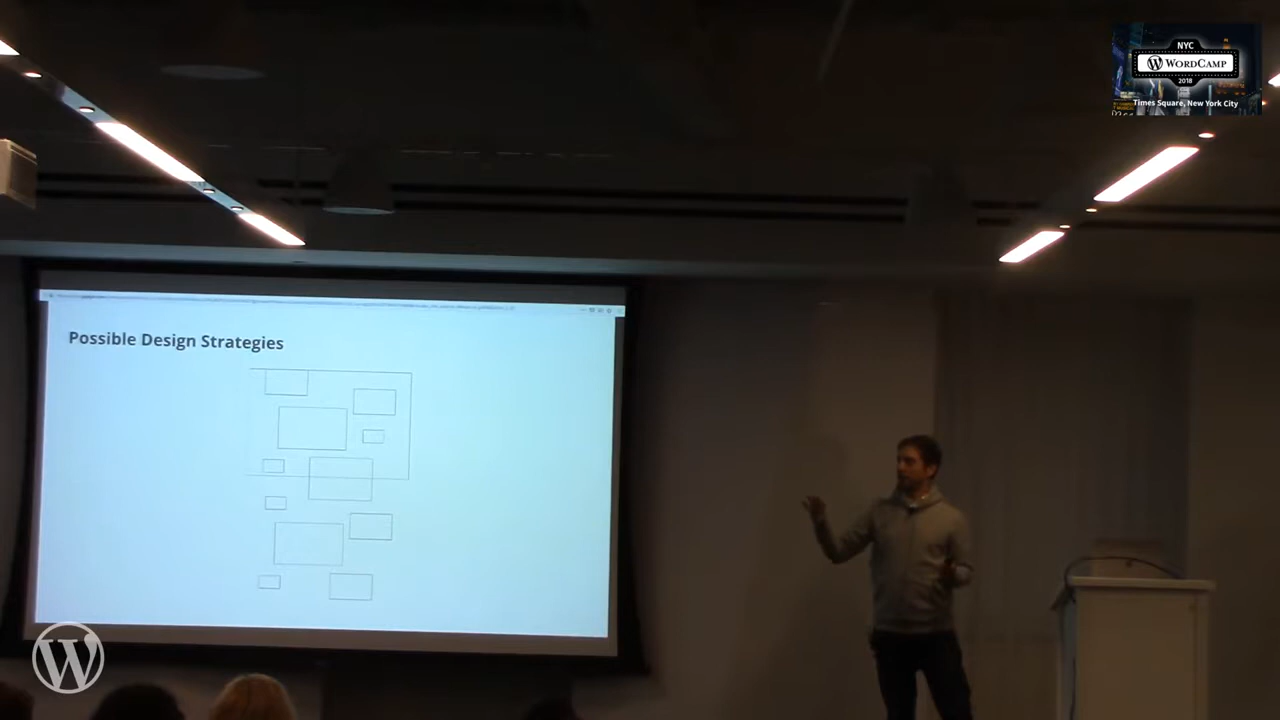 NYC
WORDCAMP
2018
Times Square, New York City
Possible Design Strategies